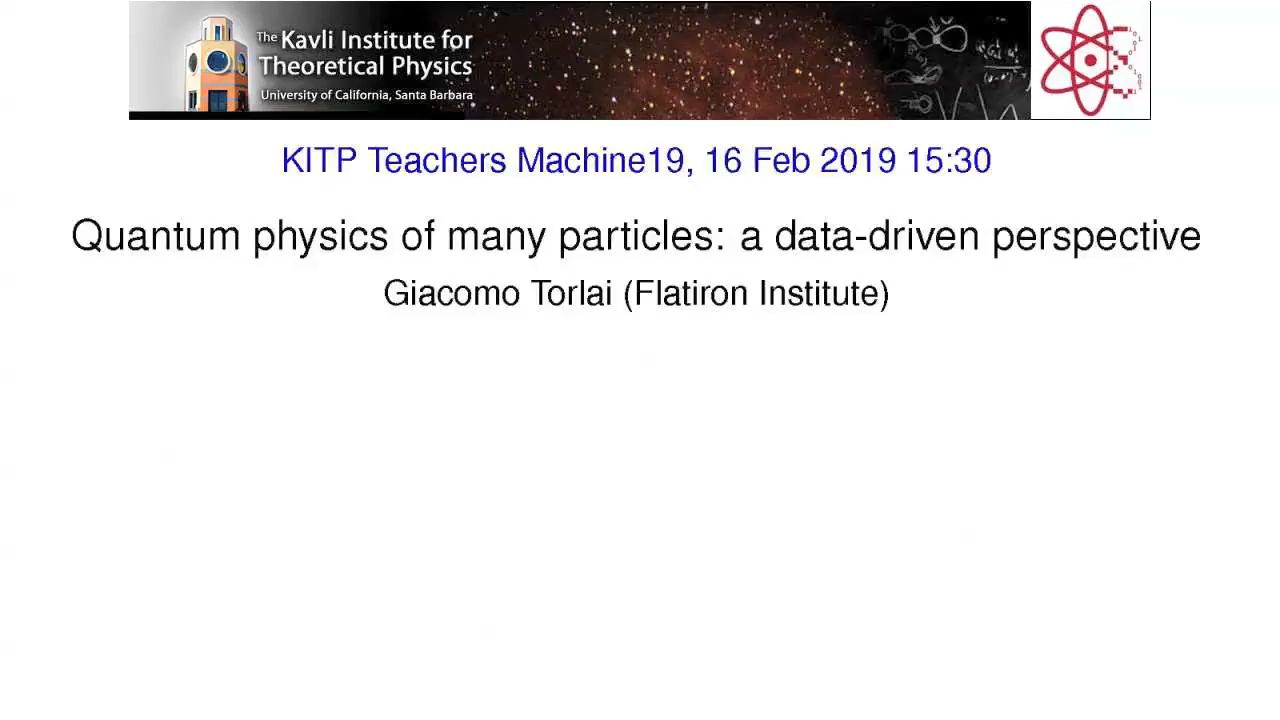 The Kavli Institute for
Theoretical Physics
University of California, Santa Barbara
KITP Teachers Machine19, 16 Feb 2019 15:30
Quantum physics of many particles: a data-driven perspective
Giacomo Torlai (Flatiron Institute)